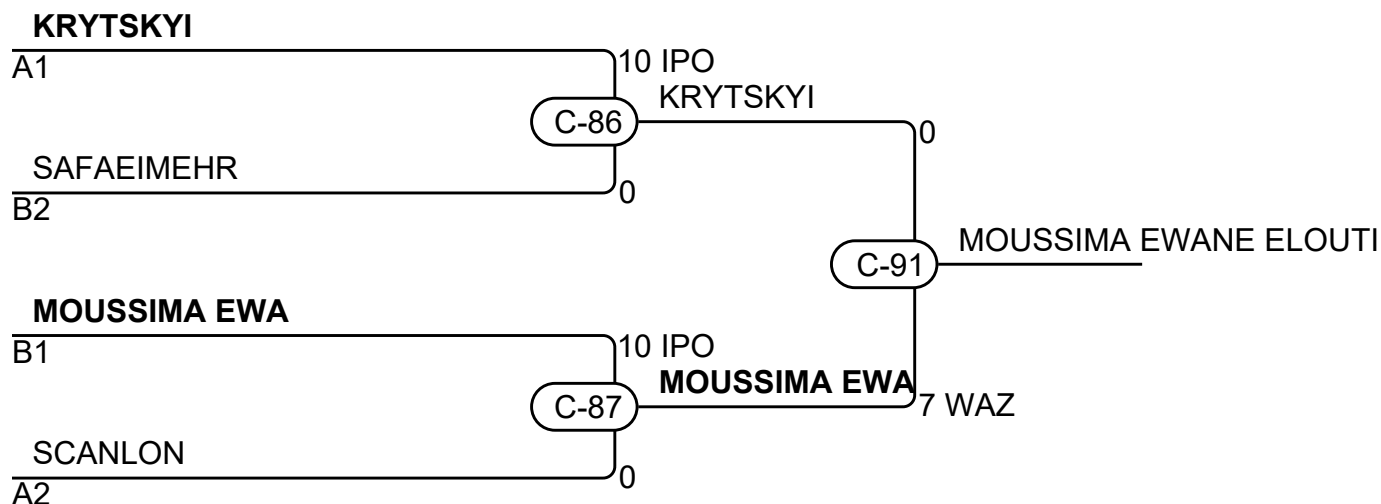 KRYTSKYI
A1
10 IPO
KRYTSKYI
C-86
0
SAFAEIMEHR
0
B2
MOUSSIMA EWANE ELOUTI
C-91
MOUSSIMA EWA
B1
10 IPO
MOUSSIMA EWA
C-87
7 WAZ
SCANLON
0
A2